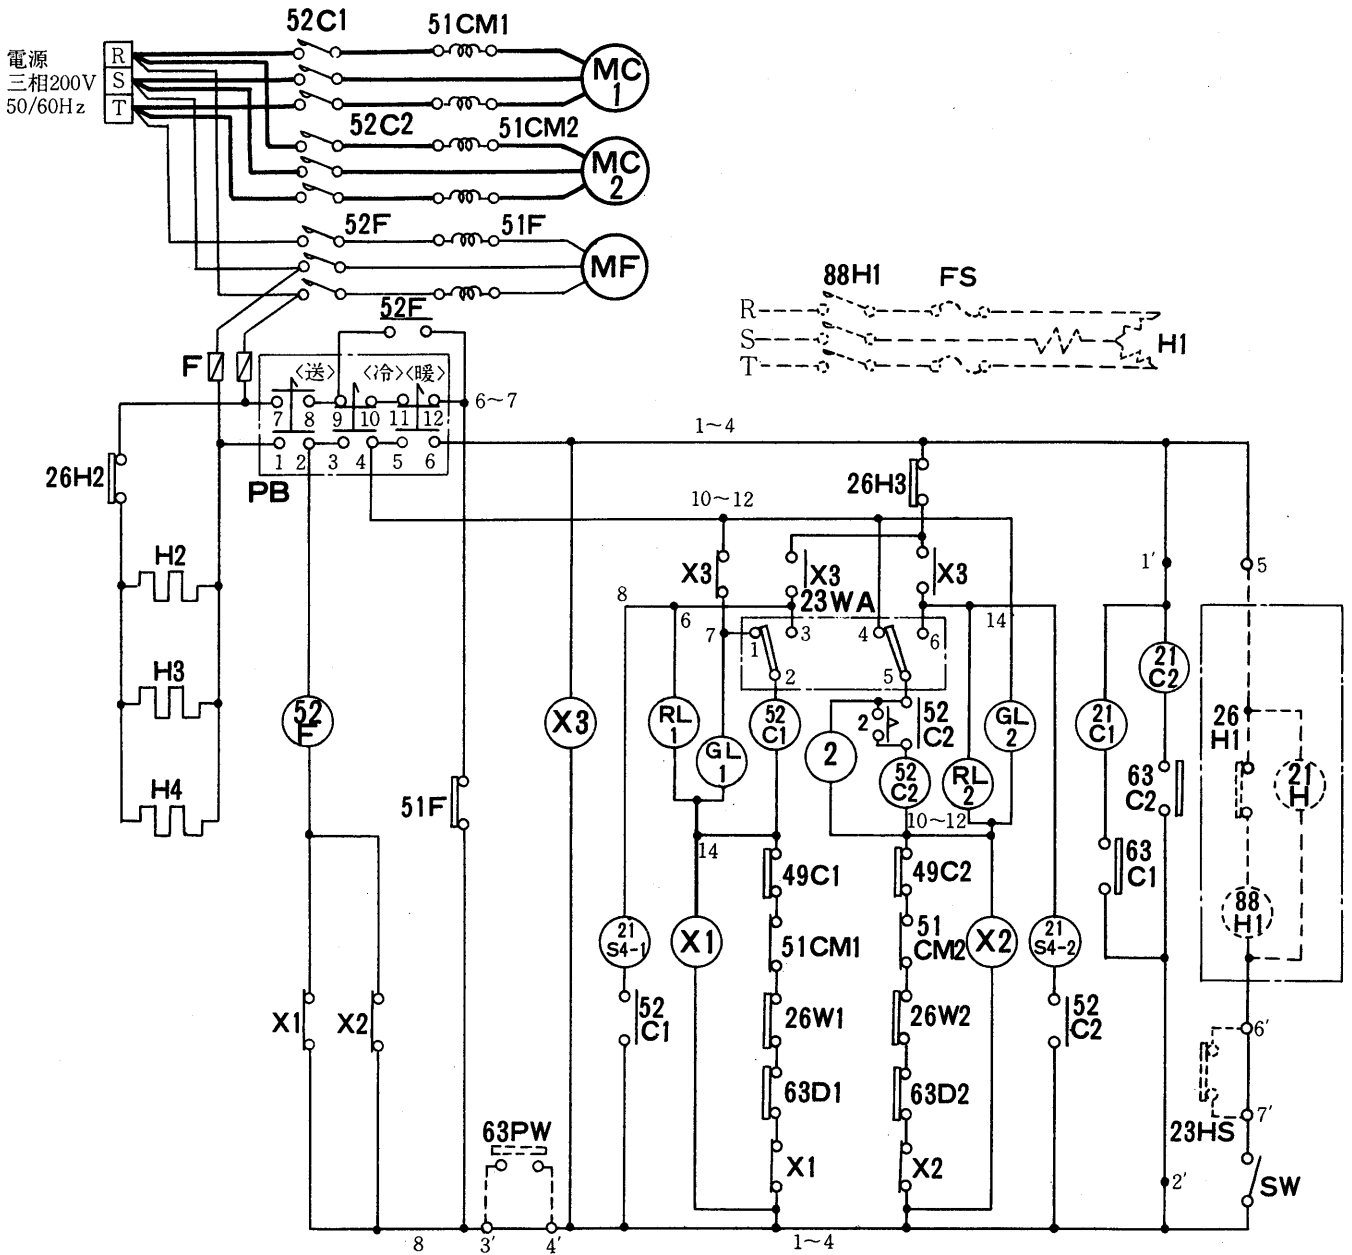 52C1
51CM1
電源
三相200V
50/60Hz
R
S
T
MC
1
52C2
51CM2
MC
2
52F
51F
MF
52F
88H1
FS
R
S
T
H1
F
〈送〉
〈冷〉
〈暖〉
7
8
9
10
11
12
6~7
1
2
3
4
5
6
1~4
PB
26H2
26H3
10~12
H2
X3
X3
X3
1'
5
8
6
23WA
14
7
1
3
4
6
2
5
H3
52
F
X3
RL
1
GL
1
52
C1
2
2
52
C2
52
C2
GL
2
RL
2
21
C1
21
C2
26
H1
21
H
63
C2
H4
51F
10~12
14
49C1
49C2
63
C1
88
H1
21
S4-1
X1
51CM1
51
CM2
X2
21
S4-2
X1
X2
52
C1
26W1
26W2
52
C2
6'
63D1
63D2
7'
23HS
63PW
X1
X2
2'
SW
8
3'
4'
1~4